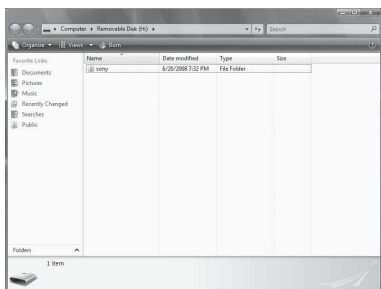 Computer ▸ Removable Disk (H:) ▸ Search
Organize Views Burn
Favorite Links
Documents
Pictures
Music
Recently Changed
Searches
Public
Folders
Name Date modified Type Size
sony 6/20/2008 7:32 PM File Folder
1 item